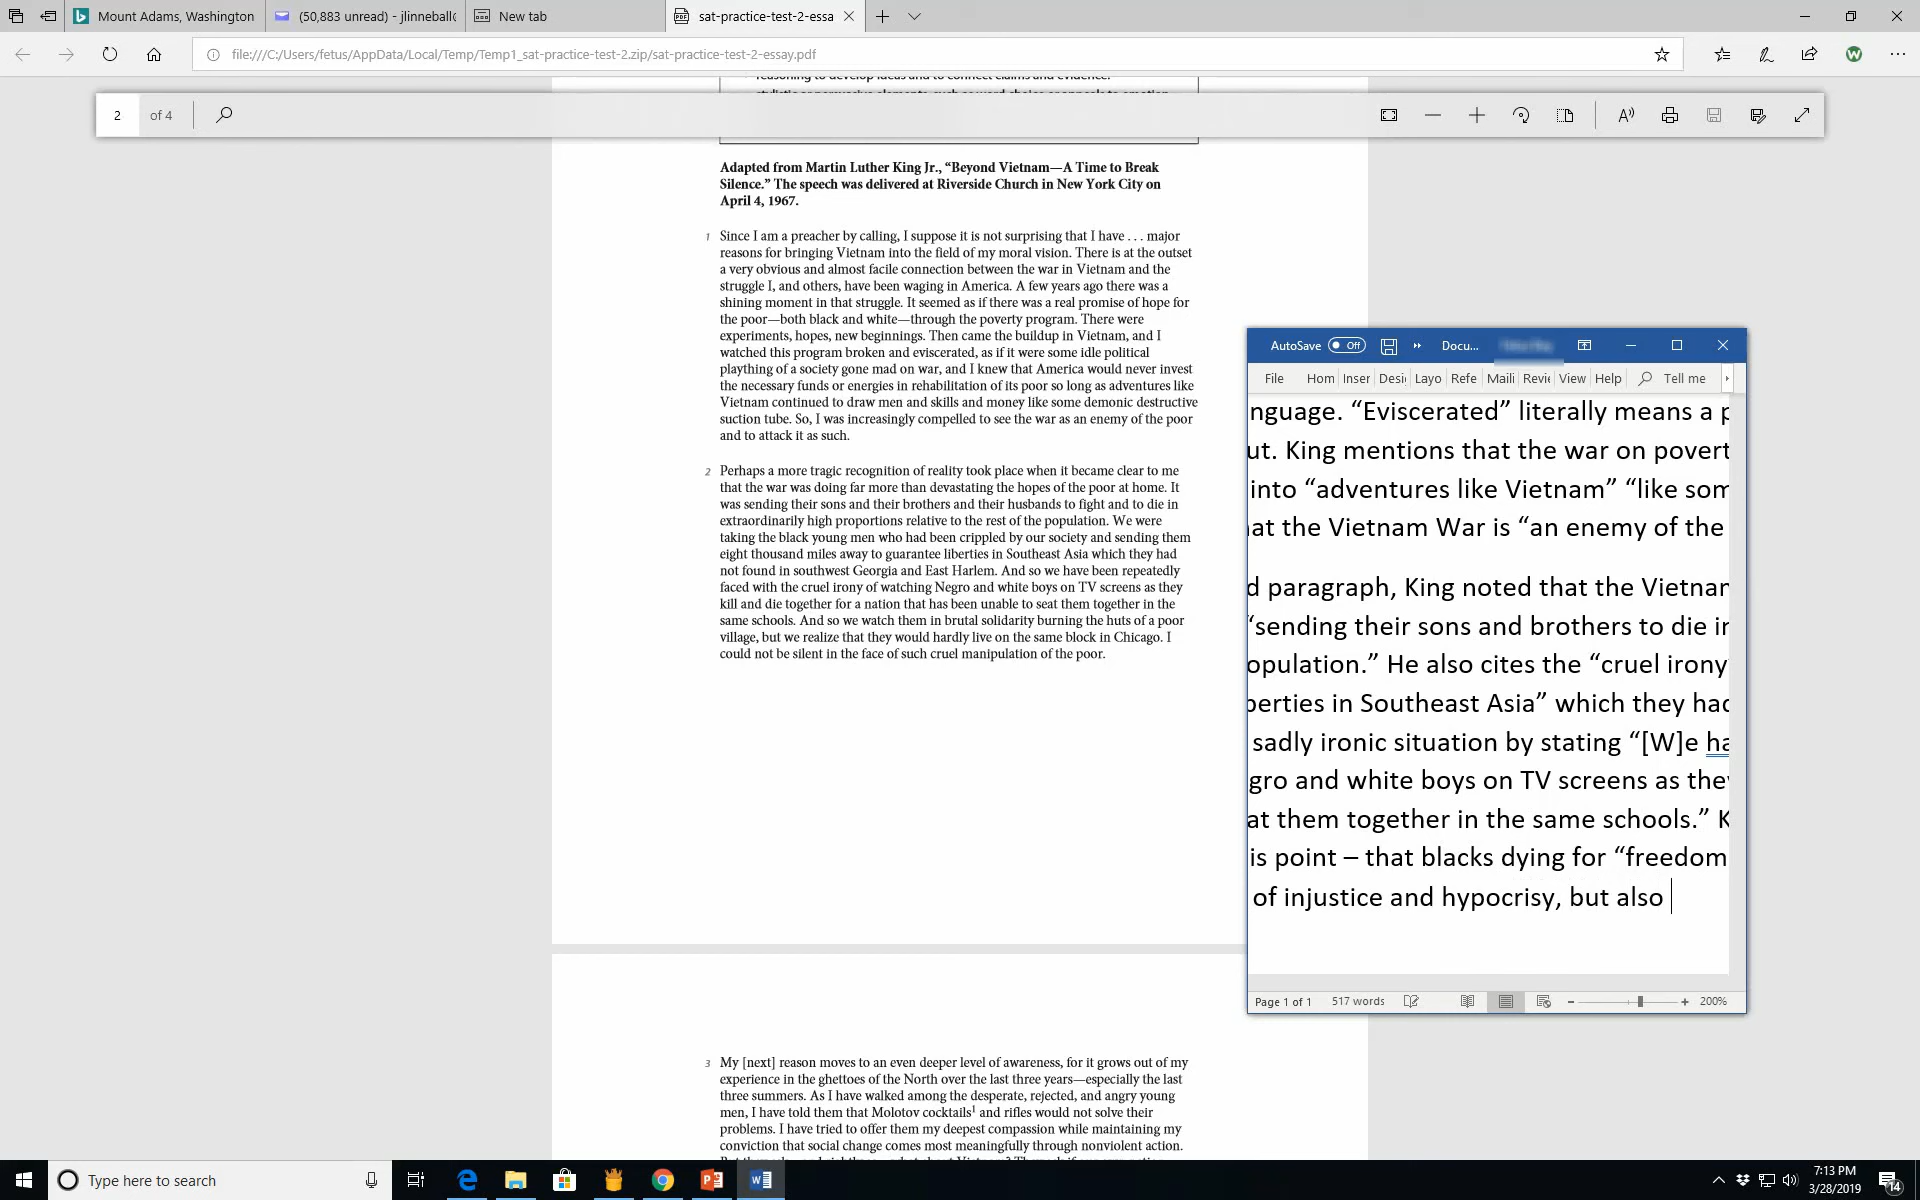 Mount Adams, Washington
(50,883 unread) - jlinneball
New tab
sat-practice-test-2-essa
file:///C:/Users/fetus/AppData/Local/Temp/Temp1_sat-practice-test-2.zip/sat-practice-test-2-essay.pdf
W
reasoning to develop ideas and to connect claims and evidence.
2 of 4
Adapted from Martin Luther King Jr., “Beyond Vietnam—A Time to Break
Silence.” The speech was delivered at Riverside Church in New York City on
April 4, 1967.
1 Since I am a preacher by calling, I suppose it is not surprising that I have . . . major
reasons for bringing Vietnam into the field of my moral vision. There is at the outset
a very obvious and almost facile connection between the war in Vietnam and the
struggle I, and others, have been waging in America. A few years ago there was a
shining moment in that struggle. It seemed as if there was a real promise of hope for
the poor—both black and white—through the poverty program. There were
experiments, hopes, new beginnings. Then came the buildup in Vietnam, and I
watched this program broken and eviscerated, as if it were some idle political
plaything of a society gone mad on war, and I knew that America would never invest
the necessary funds or energies in rehabilitation of its poor so long as adventures like
Vietnam continued to draw men and skills and money like some demonic destructive
suction tube. So, I was increasingly compelled to see the war as an enemy of the poor
and to attack it as such.
2 Perhaps a more tragic recognition of reality took place when it became clear to me
that the war was doing far more than devastating the hopes of the poor at home. It
was sending their sons and their brothers and their husbands to fight and to die in
extraordinarily high proportions relative to the rest of the population. We were
taking the black young men who had been crippled by our society and sending them
eight thousand miles away to guarantee liberties in Southeast Asia which they had
not found in southwest Georgia and East Harlem. And so we have been repeatedly
faced with the cruel irony of watching Negro and white boys on TV screens as they
kill and die together for a nation that has been unable to seat them together in the
same schools. And so we watch them in brutal solidarity burning the huts of a poor
village, but we realize that they would hardly live on the same block in Chicago. I
could not be silent in the face of such cruel manipulation of the poor.
3 My [next] reason moves to an even deeper level of awareness, for it grows out of my
experience in the ghettoes of the North over the last three years—especially the last
three summers. As I have walked among the desperate, rejected, and angry young
men, I have told them that Molotov cocktails1 and rifles would not solve their
problems. I have tried to offer them my deepest compassion while maintaining my
conviction that social change comes most meaningfully through nonviolent action.
AutoSave Off Docu...
File Hom Inser Desi Layo Refe Maili Revie View Help Tell me
nguage. “Eviscerated” literally means a p
ut. King mentions that the war on povert
into “adventures like Vietnam” “like som
at the Vietnam War is “an enemy of the
d paragraph, King noted that the Vietnam
“sending their sons and brothers to die in
opulation.” He also cites the “cruel irony
berties in Southeast Asia” which they had
sadly ironic situation by stating “[W]e ha
gro and white boys on TV screens as they
at them together in the same schools.” K
is point – that blacks dying for “freedom
of injustice and hypocrisy, but also
Page 1 of 1 517 words 200%
Type here to search
7:13 PM
3/28/2019
14